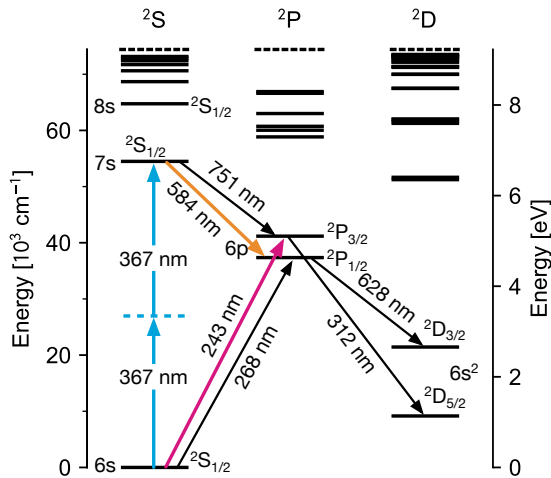 ²S ²P ²D
Energy [10³ cm⁻¹]
60
40
20
0
Energy [eV]
8
6
4
2
0
8s ²S₁/₂
²S₁/₂
7s
751 nm
584 nm
²P₃/₂
6p
²P₁/₂
367 nm
367 nm
243 nm
268 nm
628 nm
312 nm
²D₃/₂
6s²
²D₅/₂
6s ²S₁/₂